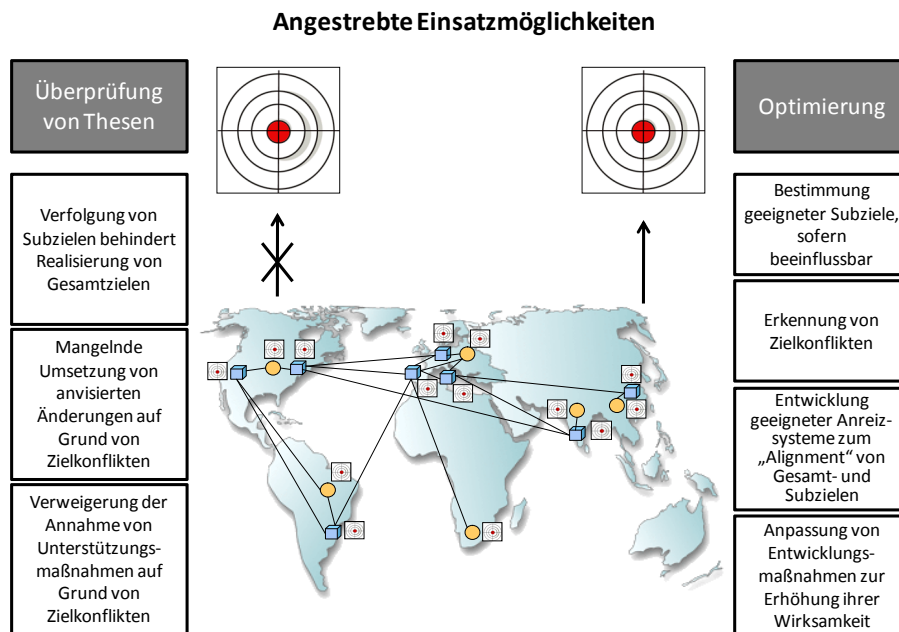 Angestrebte Einsatzmöglichkeiten
Überprüfung
von Thesen
Verfolgung von
Subzielen behindert
Realisierung von
Gesamtzielen
Mangelnde
Umsetzung von
anvisierten
Änderungen auf
Grund von
Zielkonflikten
Verweigerung der
Annahme von
Unterstützungs-
maßnahmen auf
Grund von
Zielkonflikten
Optimierung
Bestimmung
geeigneter Subziele,
sofern
beeinflussbar
Erkennung von
Zielkonflikten
Entwicklung
geeigneter Anreiz-
systeme zum
„Alignment“ von
Gesamt- und
Subzielen
Anpassung von
Entwicklungs-
maßnahmen zur
Erhöhung ihrer
Wirksamkeit